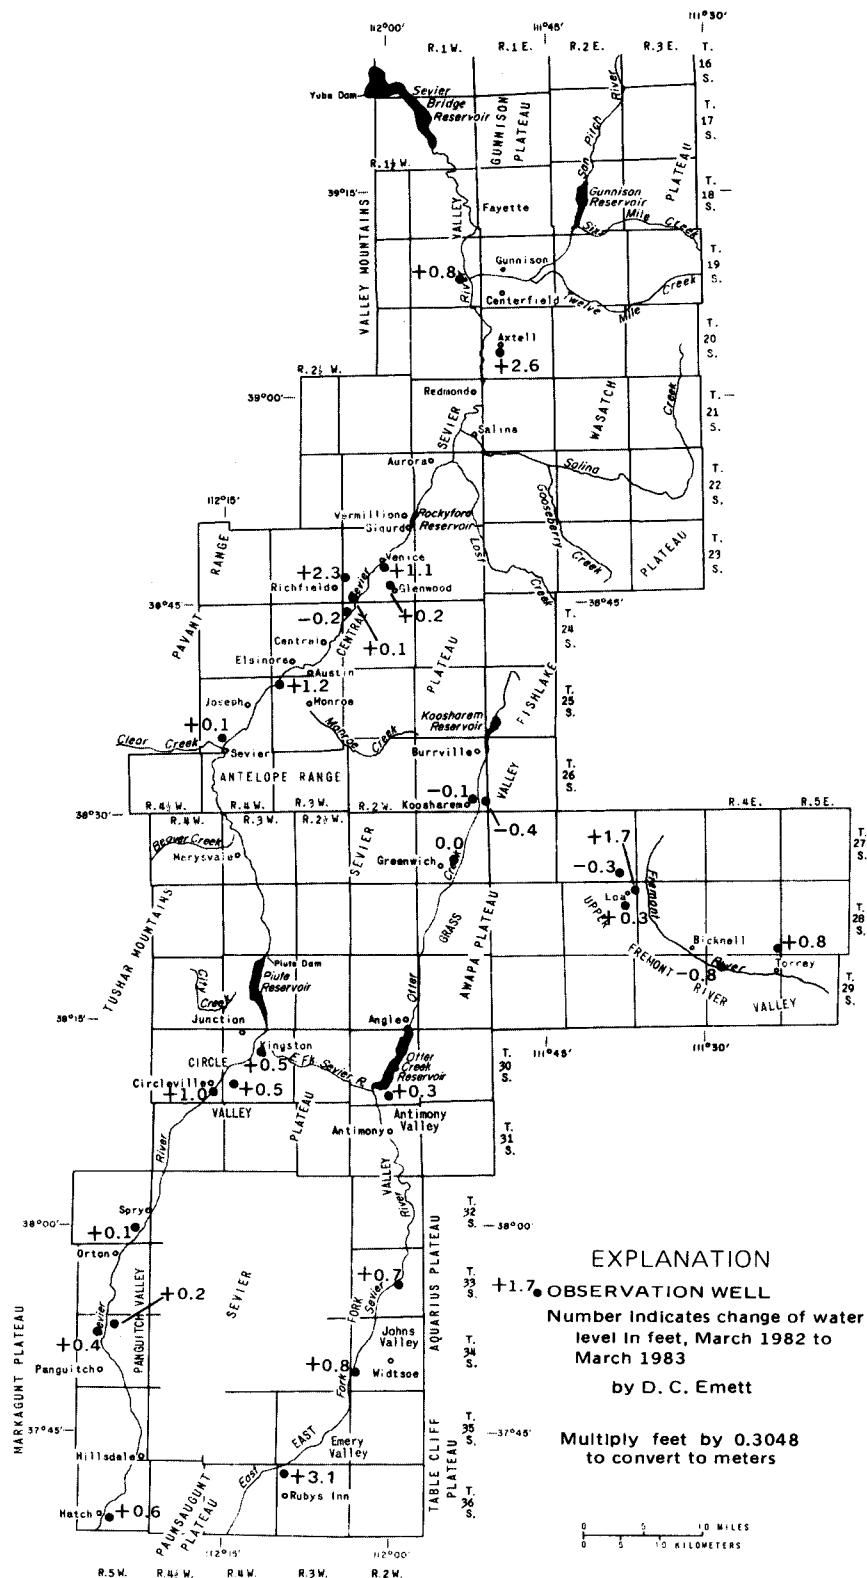 112°00'
111°45'
111°30'
R.1 W.
R.1 E.
R.2 E.
R.3 E.
T.
16
S.
Yuba Dam
Sevier
Bridge
Reservoir
GUNNISON
PLATEAU
San Pitch
River
T.
17
S.
R.1½ W.
39°15'
VALLEY MOUNTAINS
VALLEY
Fayette
Gunnison
Reservoir
PLATEAU
T.
18
S.
Six
Mile
Creek
Gunnison
+0.8
River
Centerfield
Twelve
Mile
Creek
T.
19
S.
Axtell
+2.6
T.
20
S.
R.2½ W.
39°00'
Redmond
SEVIER
Salina
WASATCH
Creek
T.
21
S.
Aurora
Salina
T.
22
S.
112°15'
Vermillion
Sigurd
Rockyford
Reservoir
Gooseberry
Creek
Lost
Creek
PLATEAU
T.
23
S.
RANGE
Venice
+2.3
+1.1
Richfield
Sevier
Glenwood
38°45'
38°45'
-0.2
+0.2
+0.1
PAVANT
CENTRAL
Central
T.
24
S.
Elsinore
Austin
PLATEAU
+1.2
Joseph
Monroe
FISHLAKE
T.
25
S.
Koosharem
Reservoir
+0.1
Clear
Creek
Sevier
Monroe
Creek
Burrville
ANTELOPE RANGE
T.
26
S.
-0.1
VALLEY
Koosharem
-0.4
38°30'
R.4½ W.
R.4 W.
R.3 W.
R.2 W.
R.4 W.
R.3 W.
R.2½ W.
R.4E.
R.5E.
Beaver Creek
Marysvale
SEVIER
0.0
Greenwich
Creek
+1.7
-0.3
T.
27
S.
TUSHAR MOUNTAINS
GRASS
AWAPA PLATEAU
UPPER
Loa
+0.3
Fremont
T.
28
S.
Bicknell
+0.8
FREMONT
RIVER
VALLEY
-0.8
River
Torrey
T.
29
S.
City
Creek
Piute Dam
Piute
Reservoir
Otter
38°15'
Junction
Angle
111°45'
111°30'
Kingston
CIRCLE
+0.5
E.Fk Sevier R.
Otter
Creek
Reservoir
T.
30
S.
Circleville
+1.0
+0.5
+0.3
VALLEY
PLATEAU
Antimony
Valley
Antimony
T.
31
S.
River
VALLEY
River
38°00'
Spry
+0.1
Orton
T.
32
S.
38°00'
SEVIER
AQUARIUS PLATEAU
+0.7
Sevier
FORK
T.
33
S.
PANGUITCH VALLEY
+0.2
Sevier
+0.4
MARKAGUNT PLATEAU
Panguitch
Johns
Valley
Widtsoe
+0.8
Fork
T.
34
S.
37°45'
37°45'
T.
35
S.
Hillsdale
EAST
Emery
Valley
East
TABLE CLIFF
PLATEAU
+3.1
Rubys Inn
T.
36
S.
Hatch
+0.6
PAUNSAUGUNT
PLATEAU
112°15'
112°00'
R.5 W.
R.4½ W.
R.4 W.
R.3 W.
R.2 W.
EXPLANATION
+1.7 OBSERVATION WELL
Number indicates change of water
level in feet, March 1982 to
March 1983
by D. C. Emett
Multiply feet by 0.3048
to convert to meters
0 5 10 MILES
0 5 10 KILOMETERS